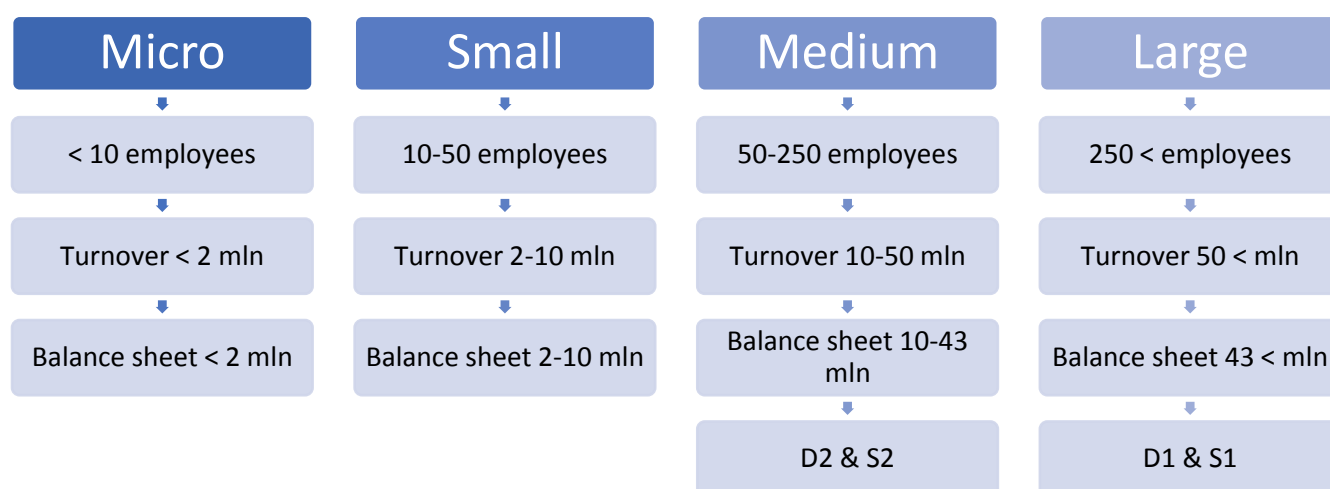 Micro
< 10 employees
Turnover < 2 mln
Balance sheet < 2 mln
Small
10-50 employees
Turnover 2-10 mln
Balance sheet 2-10 mln
Medium
50-250 employees
Turnover 10-50 mln
Balance sheet 10-43
mln
D2 & S2
Large
250 < employees
Turnover 50 < mln
Balance sheet 43 < mln
D1 & S1